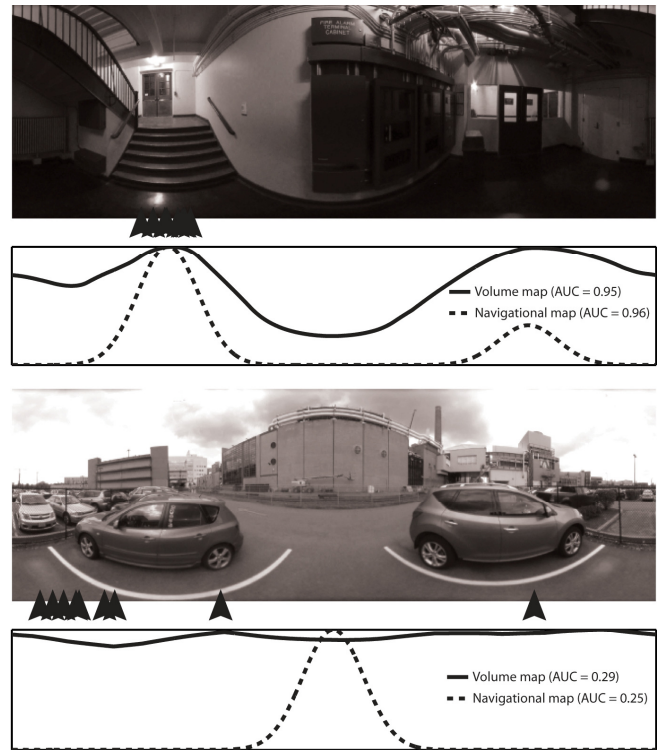 FIRE ALARM
TERMINAL
CABINET
Volume map (AUC = 0.95)
Navigational map (AUC = 0.96)
Volume map (AUC = 0.29)
Navigational map (AUC = 0.25)